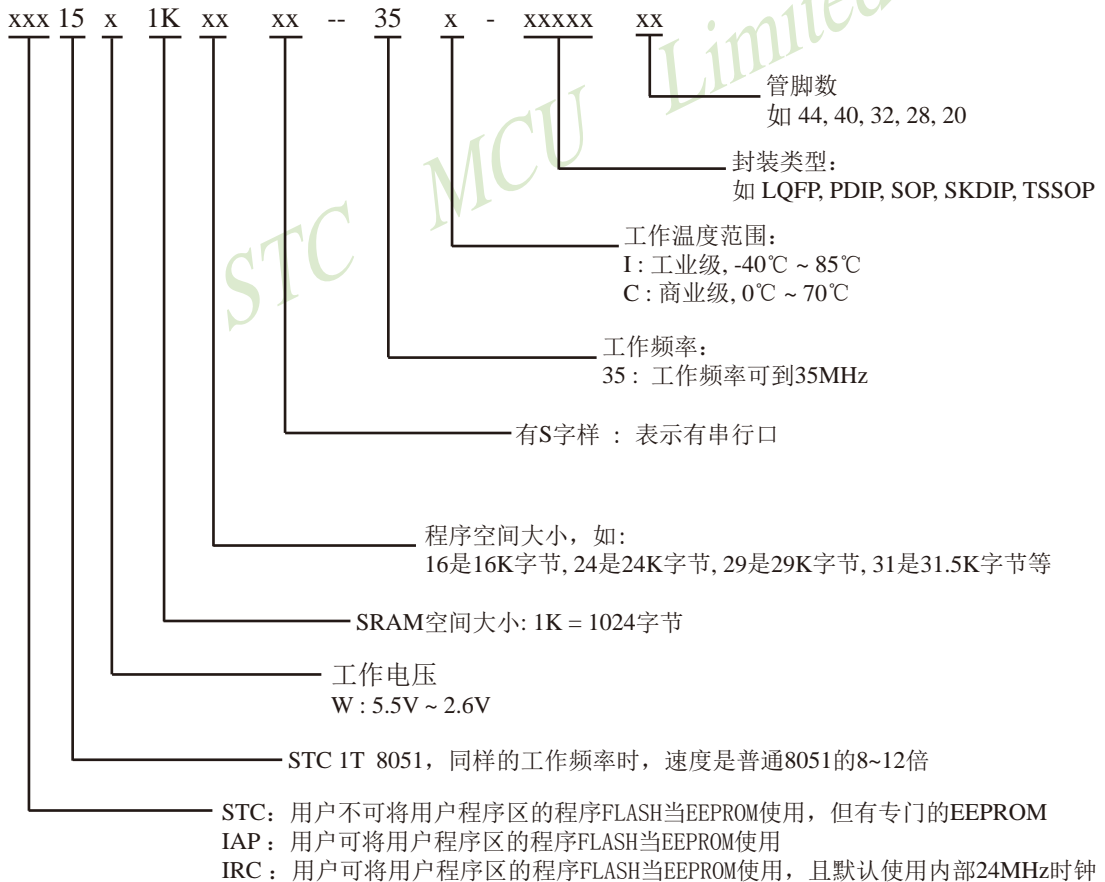 xxx 15 x 1K xx xx -- 35 x - xxxxx xx
管脚数
如 44, 40, 32, 28, 20
封装类型：
如 LQFP, PDIP, SOP, SKDIP, TSSOP
工作温度范围：
I : 工业级, -40℃ ~ 85℃
C : 商业级, 0℃ ~ 70℃
工作频率：
35 : 工作频率可到35MHz
有S字样 : 表示有串行口
程序空间大小，如:
16是16K字节, 24是24K字节, 29是29K字节, 31是31.5K字节等
SRAM空间大小: 1K = 1024字节
工作电压
W : 5.5V ~ 2.6V
STC 1T 8051，同样的工作频率时，速度是普通8051的8~12倍
STC：用户不可将用户程序区的程序FLASH当EEPROM使用，但有专门的EEPROM
IAP：用户可将用户程序区的程序FLASH当EEPROM使用
IRC：用户可将用户程序区的程序FLASH当EEPROM使用，且默认使用内部24MHz时钟
STC MCU Limited